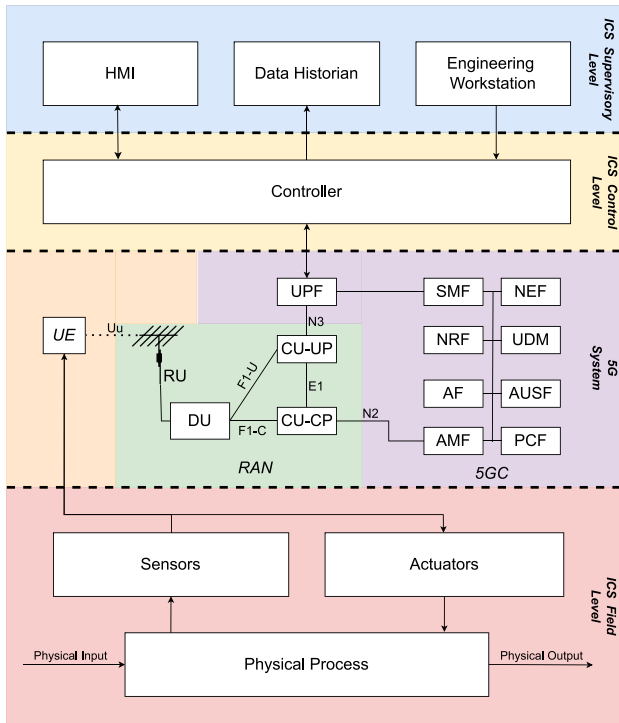 HMI
Data Historian
Engineering
Workstation
ICS Supervisory
Level
Controller
ICS Control
Level
UPF
SMF
NEF
UE
Uu
N3
NRF
UDM
CU-UP
RU
F1-U
E1
5G
System
AF
AUSF
DU
F1-C
CU-CP
N2
AMF
PCF
RAN
5GC
Sensors
Actuators
ICS Field
Level
Physical Input
Physical Process
Physical Output